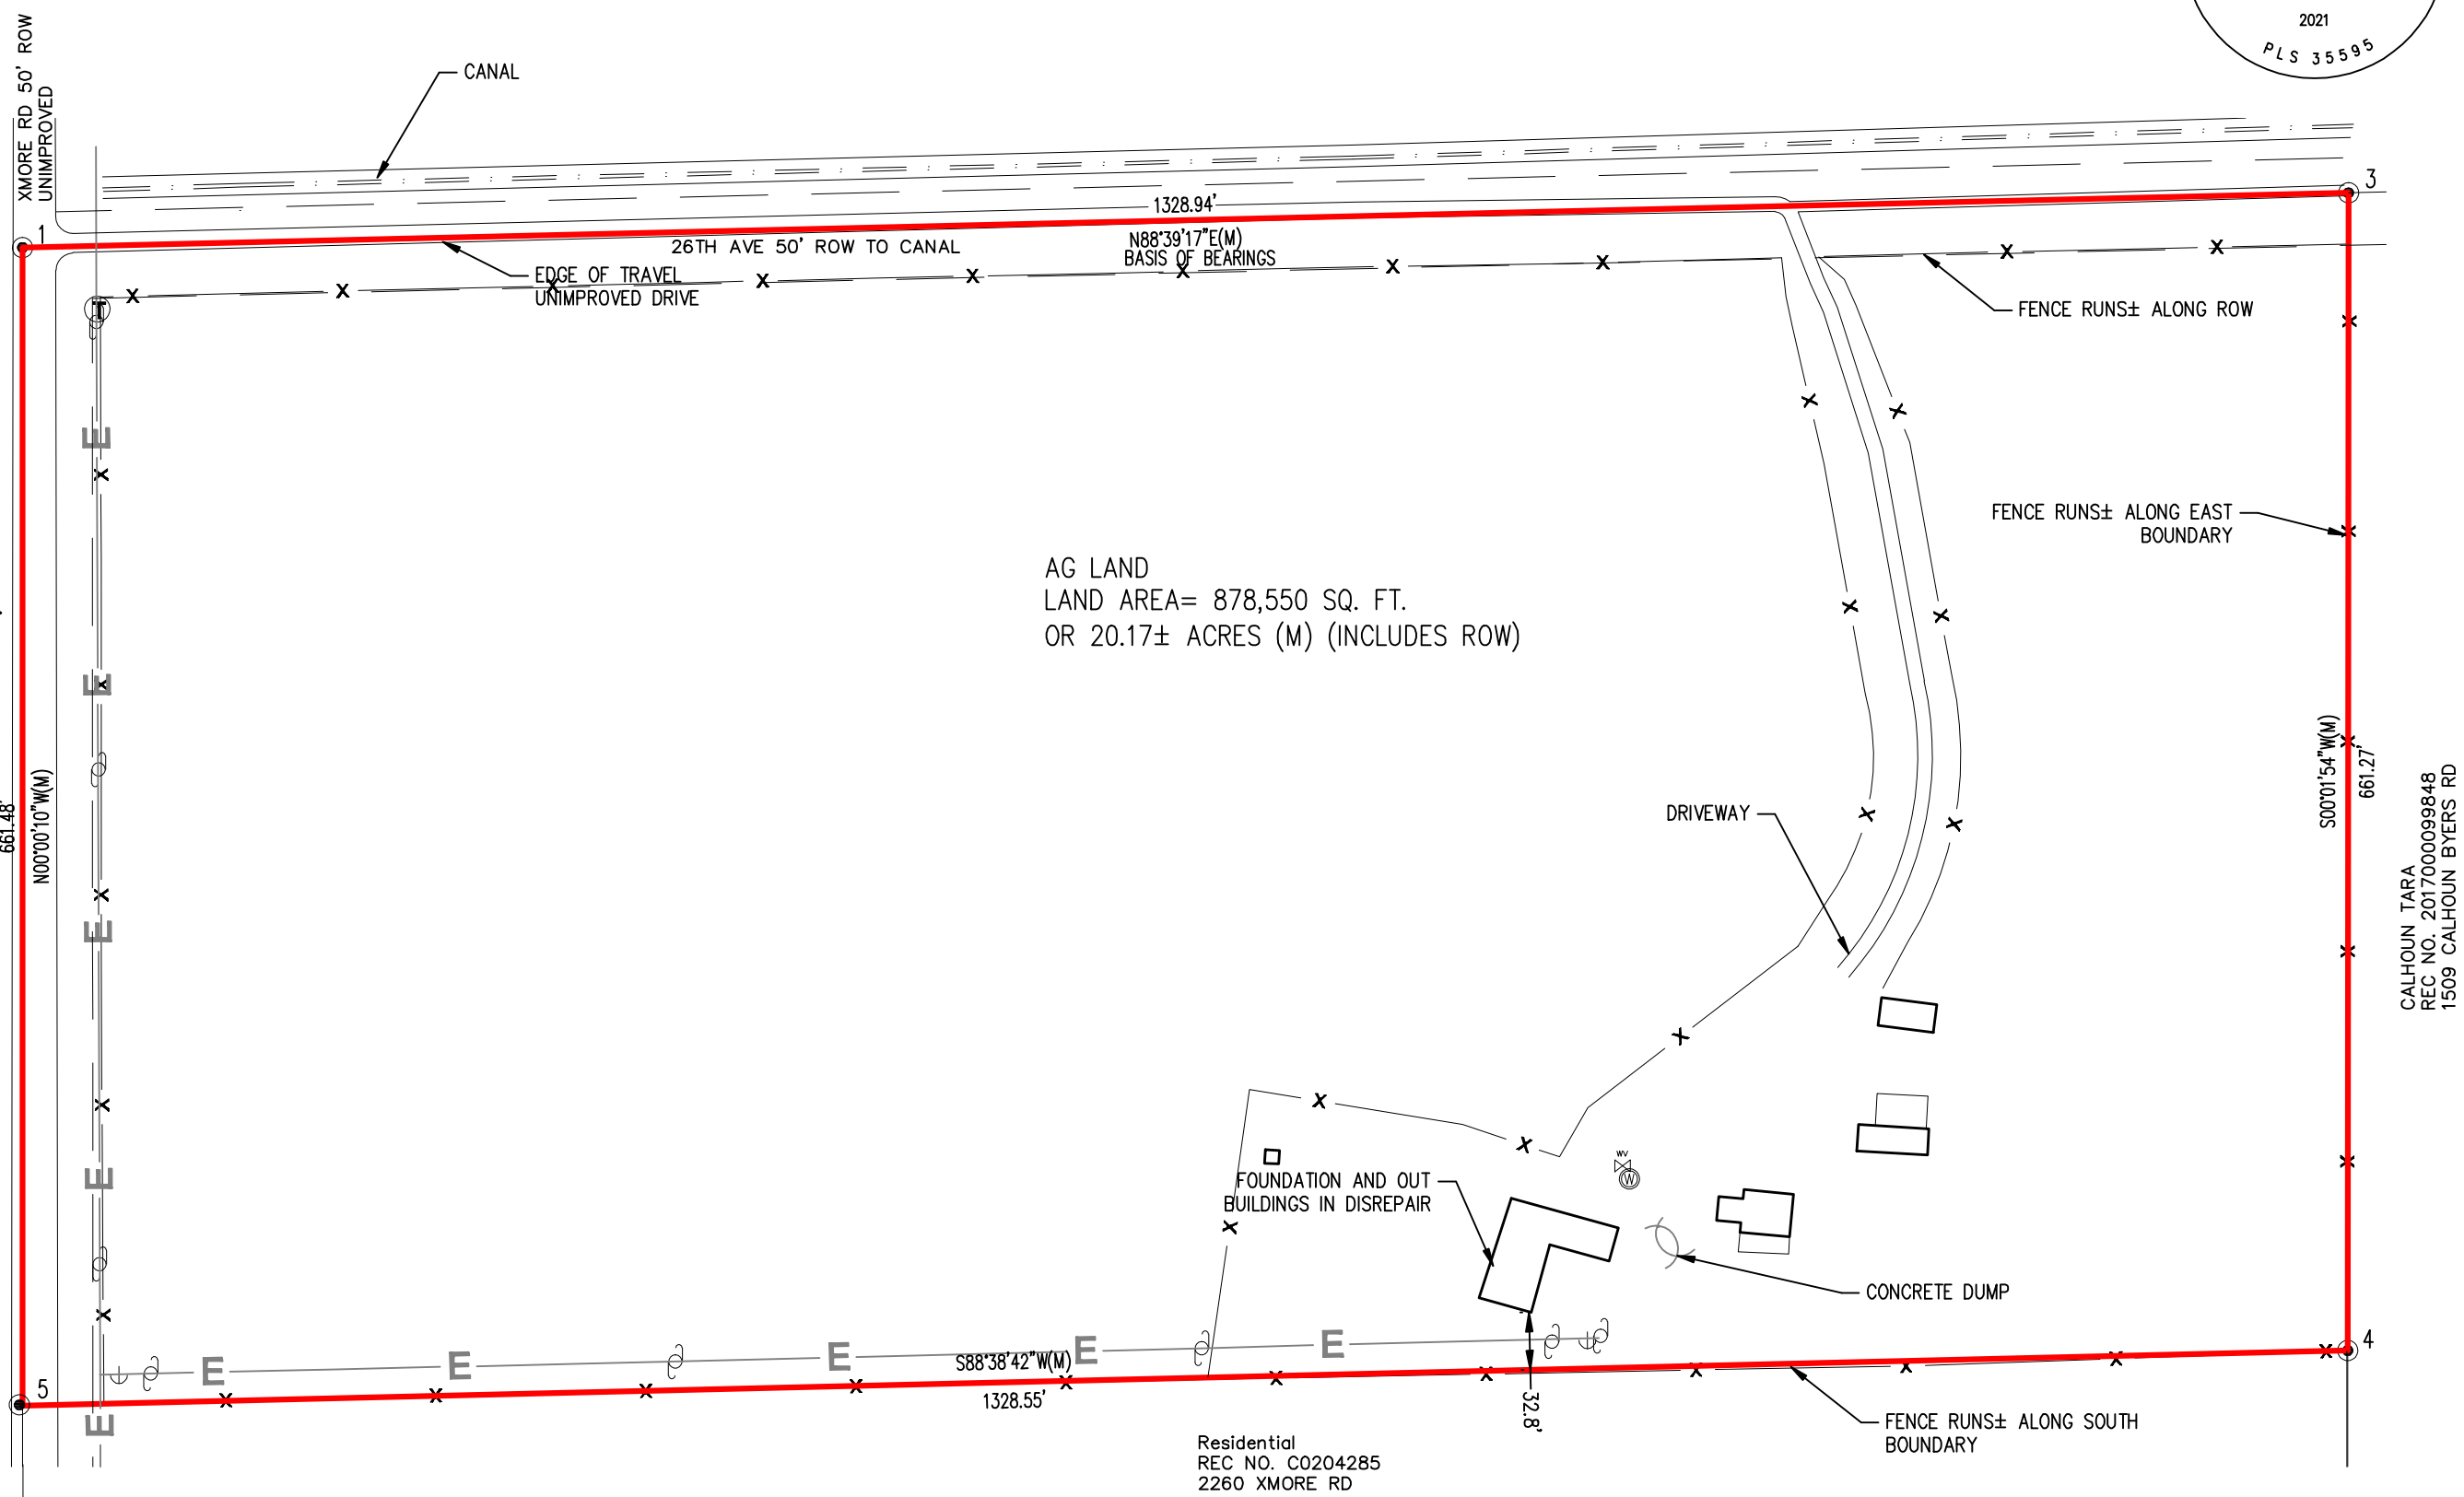 2021
PLS 35595
XMORE RD 50' ROW
UNIMPROVED
CANAL
1
3
1328.94'
N88°39'17"E(M)
BASIS OF BEARINGS
26TH AVE 50' ROW TO CANAL
EDGE OF TRAVEL
UNIMPROVED DRIVE
T
FENCE RUNS± ALONG ROW
FENCE RUNS± ALONG EAST
BOUNDARY
AG LAND
LAND AREA= 878,550 SQ. FT.
OR 20.17± ACRES (M) (INCLUDES ROW)
661.48'
N00°00'10"W(M)
S00°01'54"W(M)
661.27'
DRIVEWAY
CALHOUN TARA
REC NO. 2017000099848
1509 CALHOUN BYERS RD
WV
W
FOUNDATION AND OUT
BUILDINGS IN DISREPAIR
CONCRETE DUMP
E
E
E
E
E
E
E
E
E
E
4
5
S88°38'42"W(M)
1328.55'
32.8'
FENCE RUNS± ALONG SOUTH
BOUNDARY
Residential
REC NO. C0204285
2260 XMORE RD